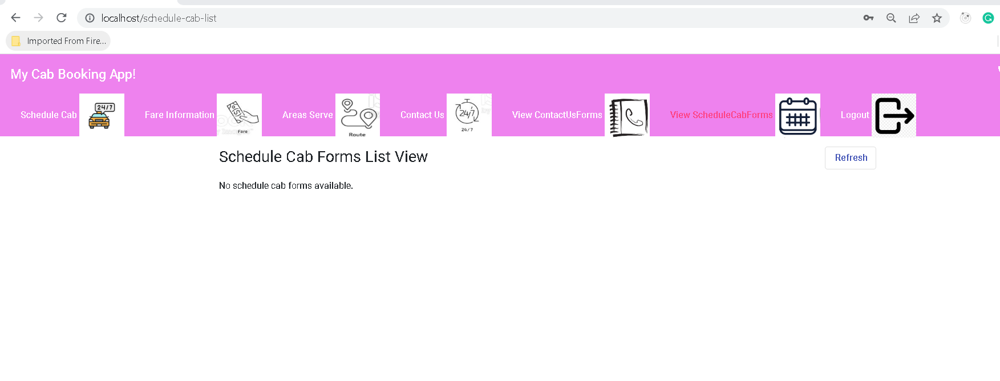 localhost/schedule-cab-list
Imported From Fire...
My Cab Booking App!
Schedule Cab 24/7 Fare Information Fare Areas Serve Route Contact Us 24/7 24/7 View ContactUsForms View ScheduleCabForms Logout
Schedule Cab Forms List View Refresh
No schedule cab forms available.